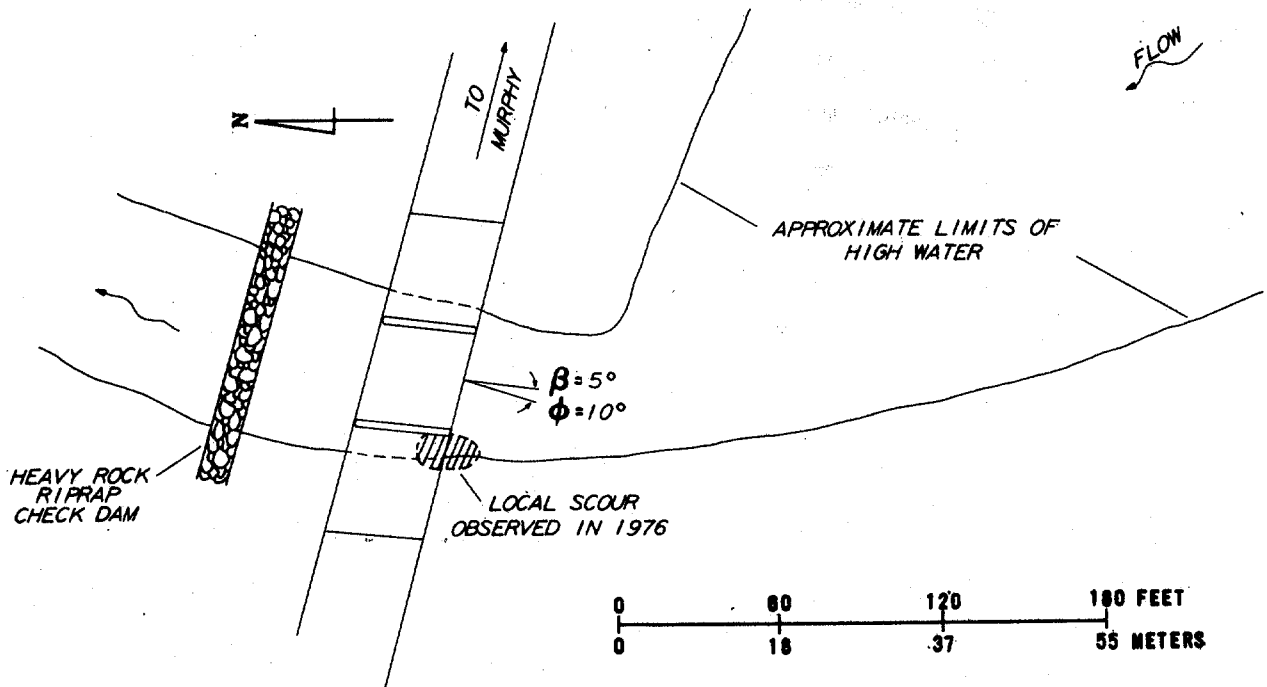 FLOW
TO
MURPHY
N
APPROXIMATE LIMITS OF
HIGH WATER
β = 5°
ϕ = 10°
HEAVY ROCK
RIPRAP
CHECK DAM
LOCAL SCOUR
OBSERVED IN 1976
0 60 120 180 FEET
0 18 37 55 METERS